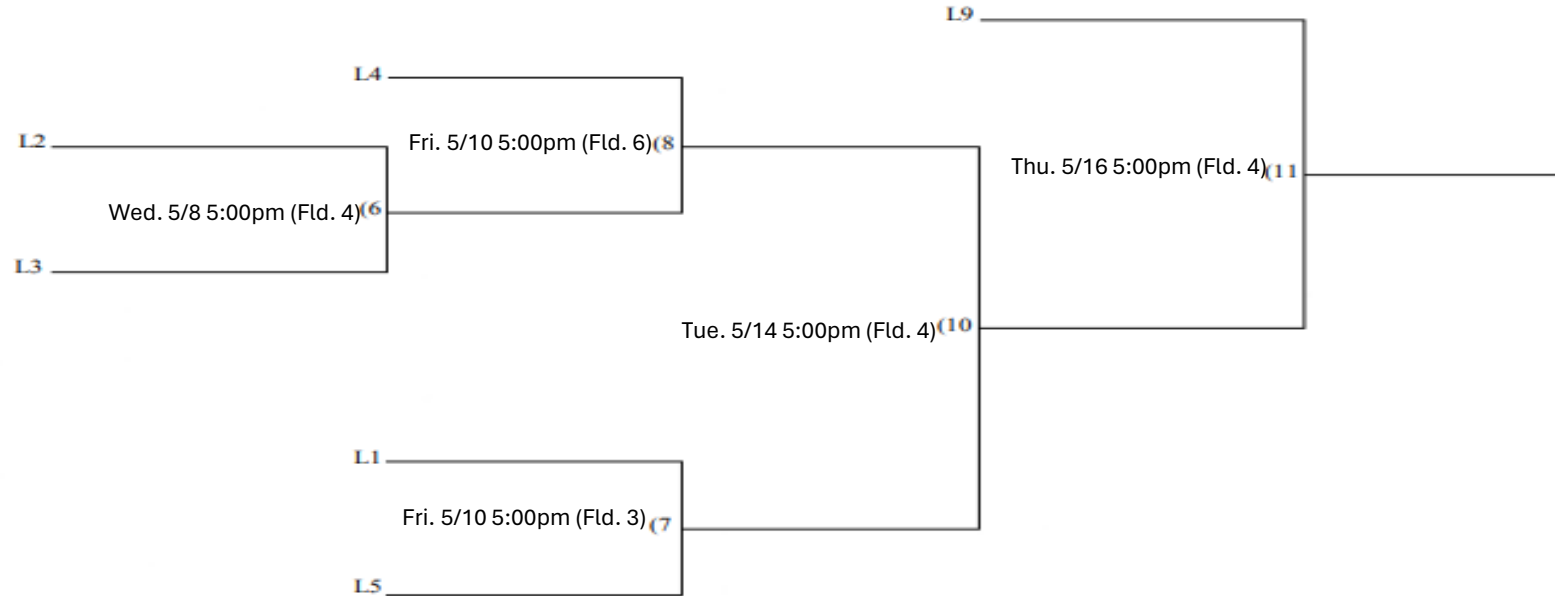 L9
L4
L2
Fri. 5/10 5:00pm (Fld. 6)(8
Thu. 5/16 5:00pm (Fld. 4)(11
Wed. 5/8 5:00pm (Fld. 4)(6
L3
Tue. 5/14 5:00pm (Fld. 4)(10
L1
Fri. 5/10 5:00pm (Fld. 3)(7
L5